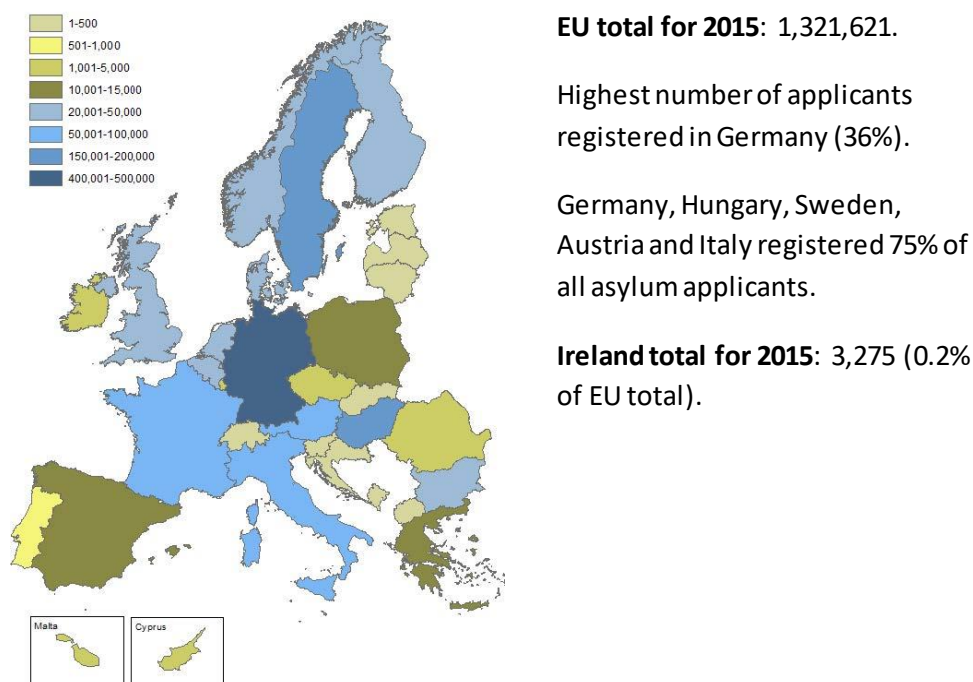 1-500
501-1,000
1,001-5,000
10,001-15,000
20,001-50,000
50,001-100,000
150,001-200,000
400,001-500,000
Malta
Cyprus
EU total for 2015: 1,321,621.
Highest number of applicants
registered in Germany (36%).
Germany, Hungary, Sweden,
Austria and Italy registered 75% of
all asylum applicants.
Ireland total for 2015: 3,275 (0.2%
of EU total).